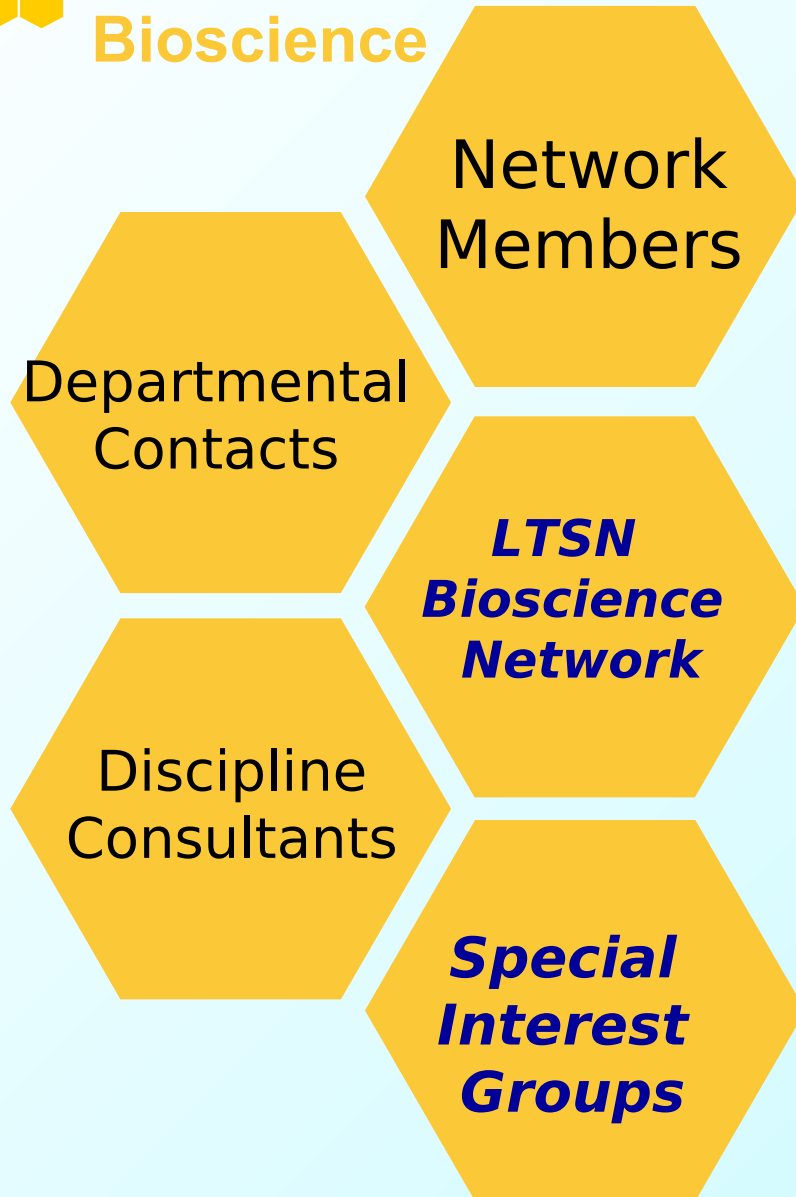 Bioscience
Network
Members
Departmental
Contacts
LTSN
Bioscience
Network
Discipline
Consultants
Special
Interest
Groups